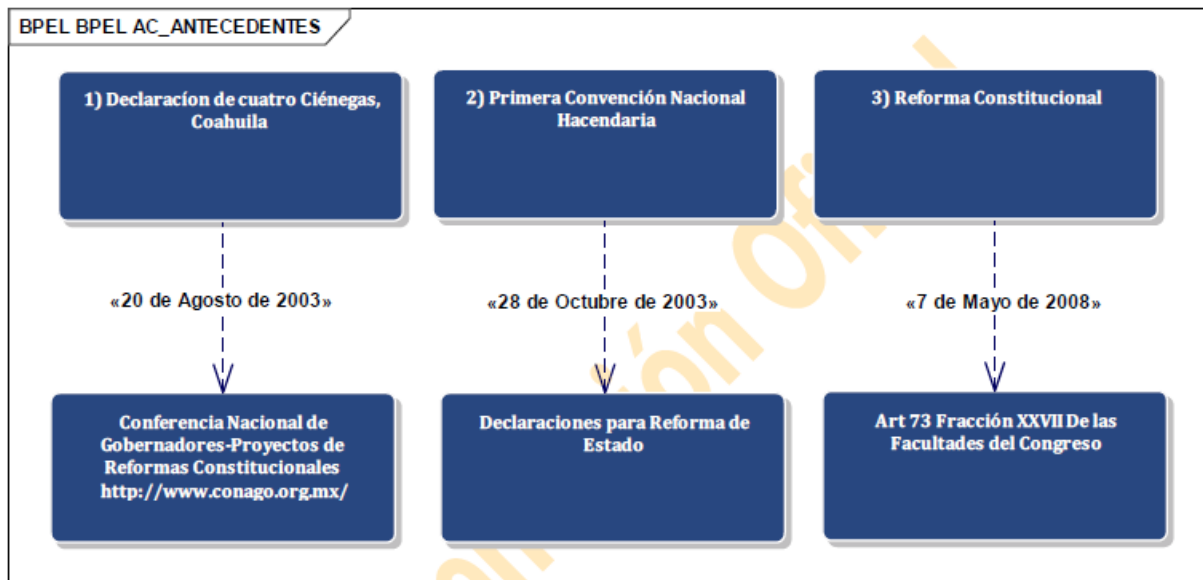 BPEL BPEL AC_ANTECEDENTES
1) Declaracíon de cuatro Ciénegas,
Coahuila
2) Primera Convención Nacional
Hacendaria
3) Reforma Constitucional
«20 de Agosto de 2003»
«28 de Octubre de 2003»
«7 de Mayo de 2008»
Conferencia Nacional de
Gobernadores-Proyectos de
Reformas Constitucionales
http://www.conago.org.mx/
Declaraciones para Reforma de
Estado
Art 73 Fracción XXVII De las
Facultades del Congreso